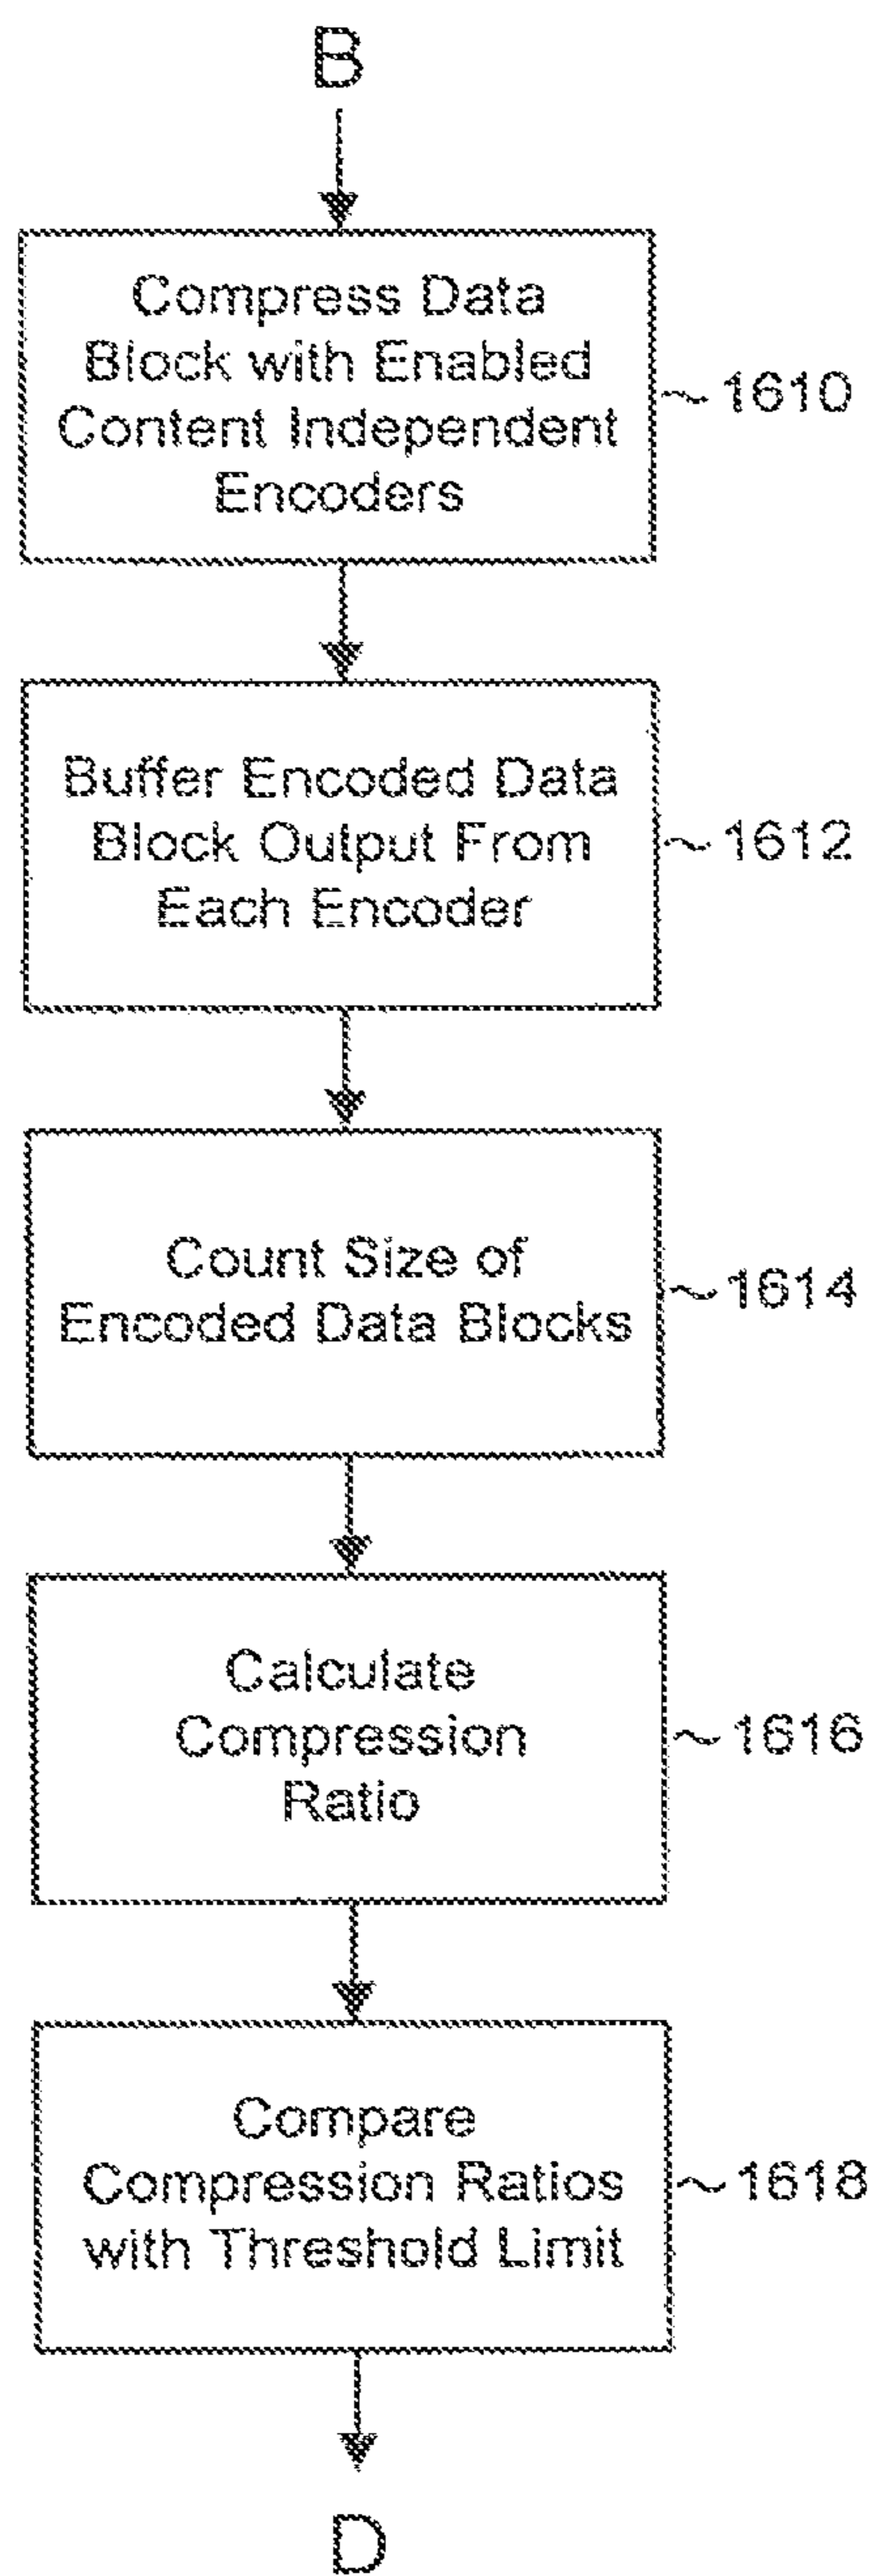 B
Compress Data
Block with Enabled
Content Independent
Encoders
~1610
Buffer Encoded Data
Block Output From
Each Encoder
~1612
Count Size of
Encoded Data Blocks
~1614
Calculate
Compression
Ratio
~1616
Compare
Compression Ratios
with Threshold Limit
~1618
D